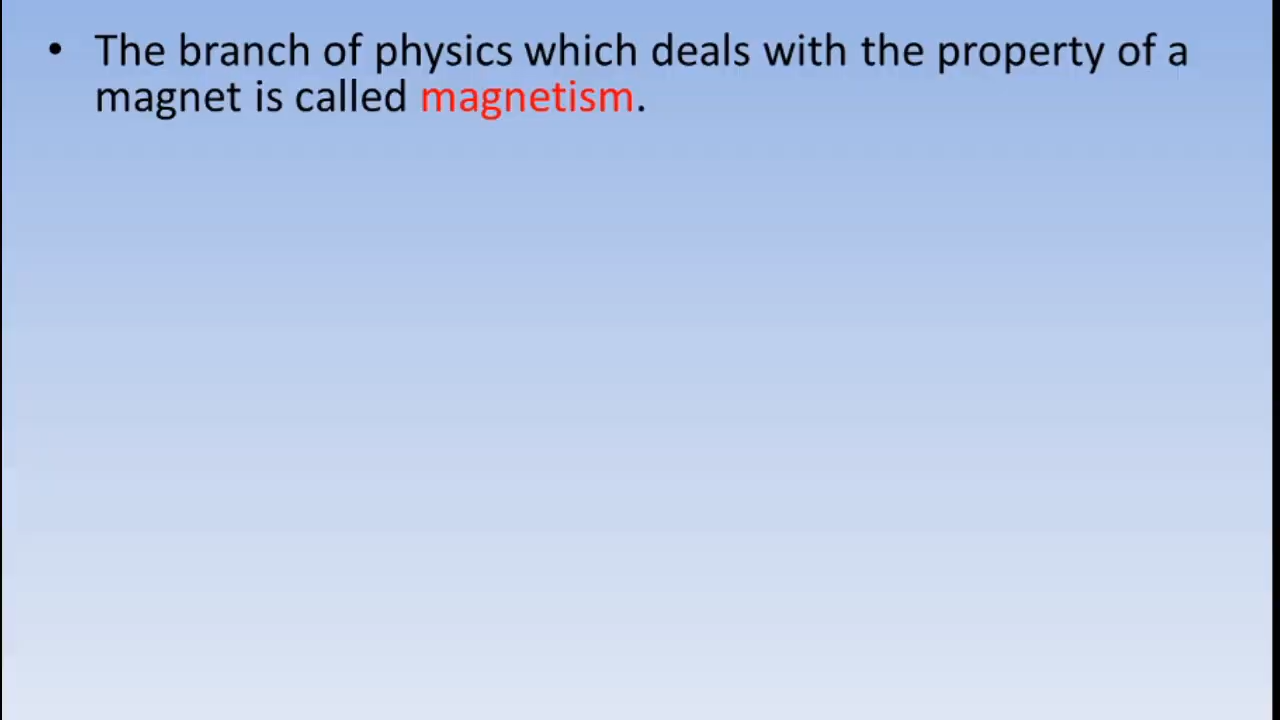 • The branch of physics which deals with the property of a
magnet is called magnetism.